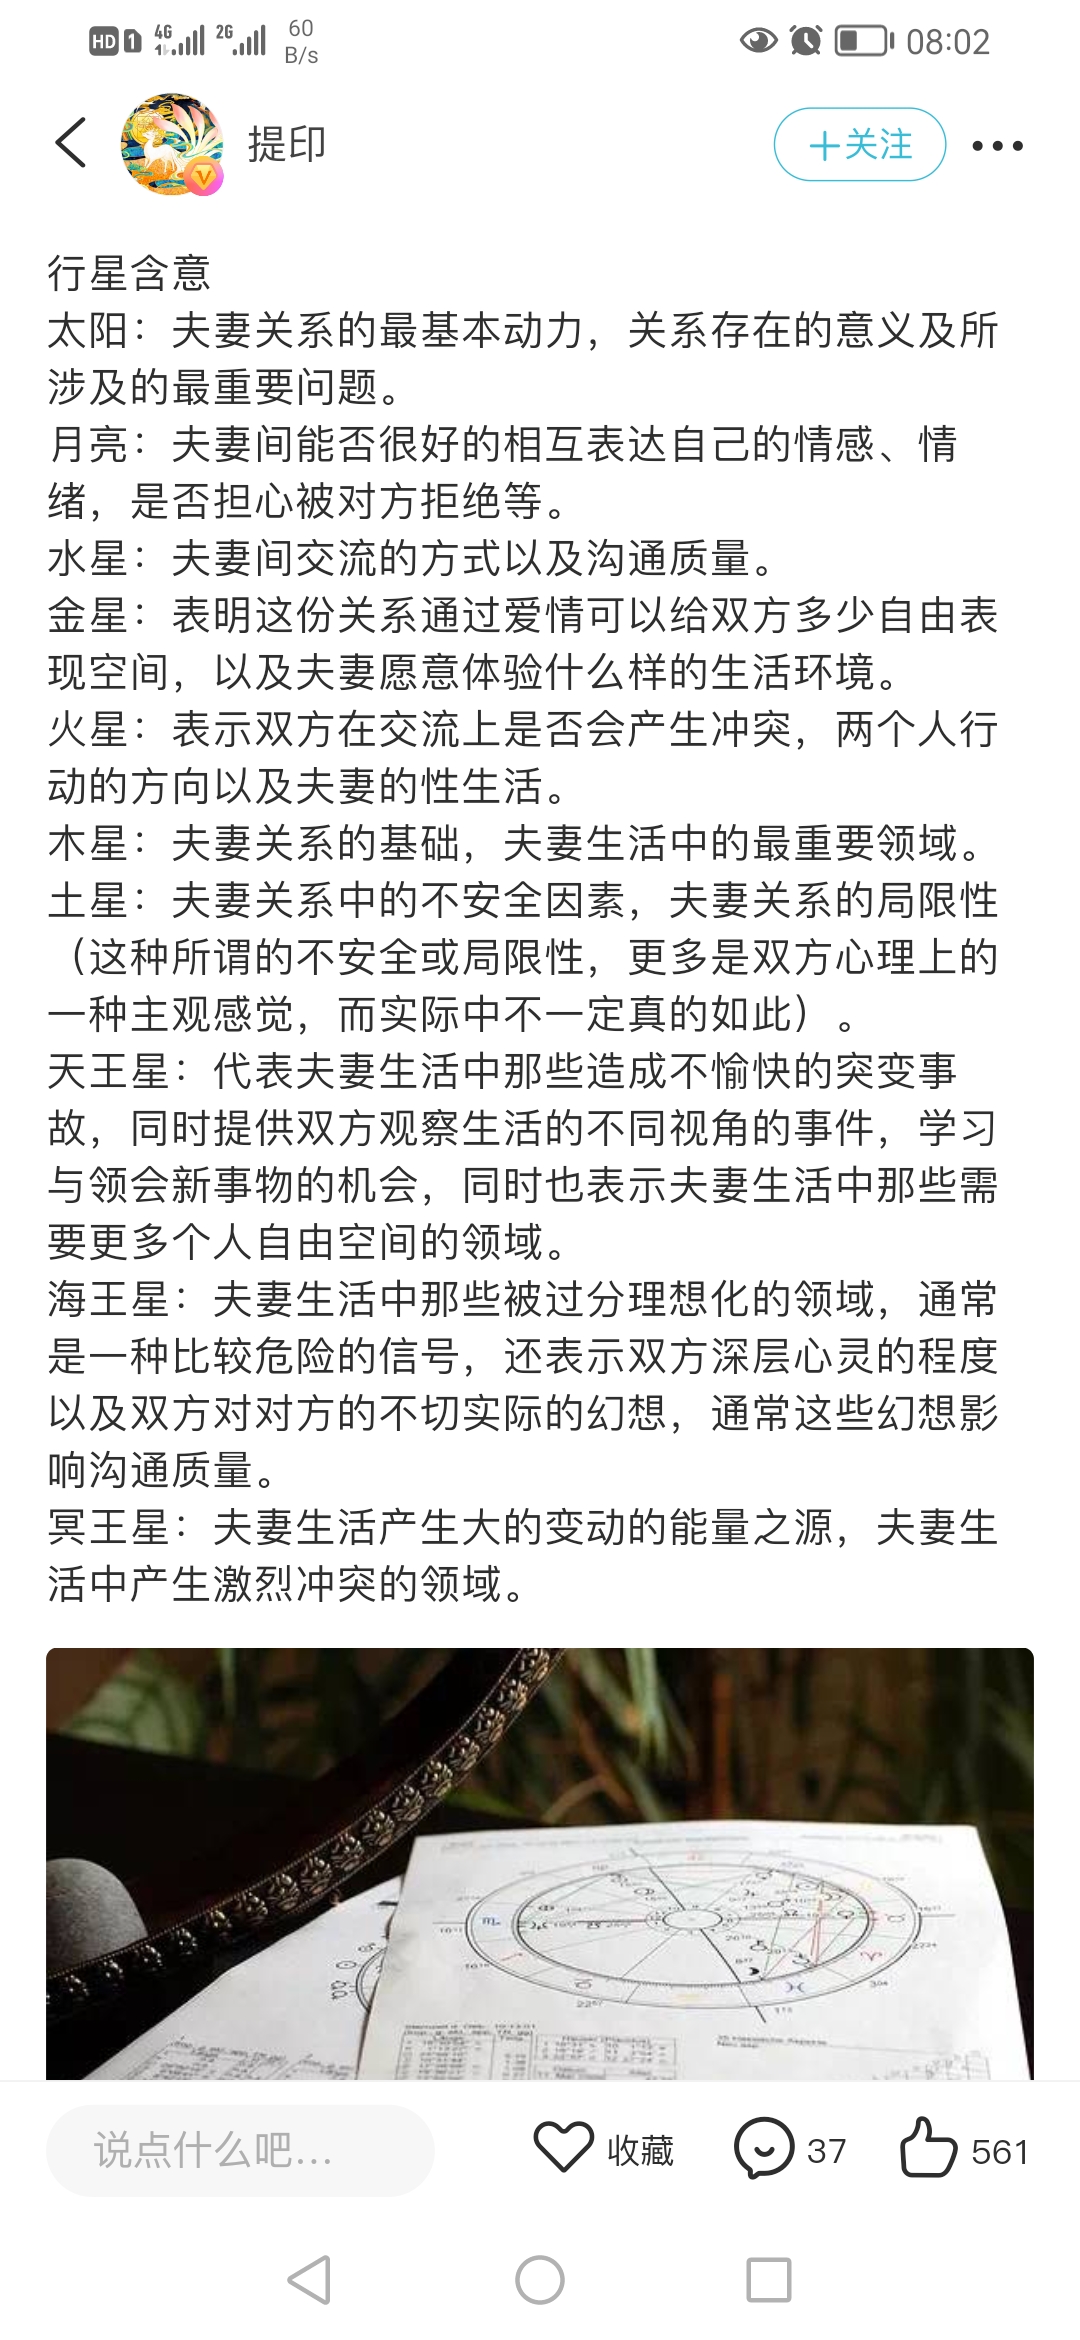 HD 1 4G 2G 60 B/s 08:02
提印
+关注
行星含意
太阳：夫妻关系的最基本动力，关系存在的意义及所
涉及的最重要问题。
月亮：夫妻间能否很好的相互表达自己的情感、情
绪，是否担心被对方拒绝等。
水星：夫妻间交流的方式以及沟通质量。
金星：表明这份关系通过爱情可以给双方多少自由表
现空间，以及夫妻愿意体验什么样的生活环境。
火星：表示双方在交流上是否会产生冲突，两个人行
动的方向以及夫妻的性生活。
木星：夫妻关系的基础，夫妻生活中的最重要领域。
土星：夫妻关系中的不安全因素，夫妻关系的局限性
（这种所谓的不安全或局限性，更多是双方心理上的
一种主观感觉，而实际中不一定真的如此）。
天王星：代表夫妻生活中那些造成不愉快的突变事
故，同时提供双方观察生活的不同视角的事件，学习
与领会新事物的机会，同时也表示夫妻生活中那些需
要更多个人自由空间的领域。
海王星：夫妻生活中那些被过分理想化的领域，通常
是一种比较危险的信号，还表示双方深层心灵的程度
以及双方对对方的不切实际的幻想，通常这些幻想影
响沟通质量。
冥王星：夫妻生活产生大的变动的能量之源，夫妻生
活中产生激烈冲突的领域。
说点什么吧...
收藏
37
561